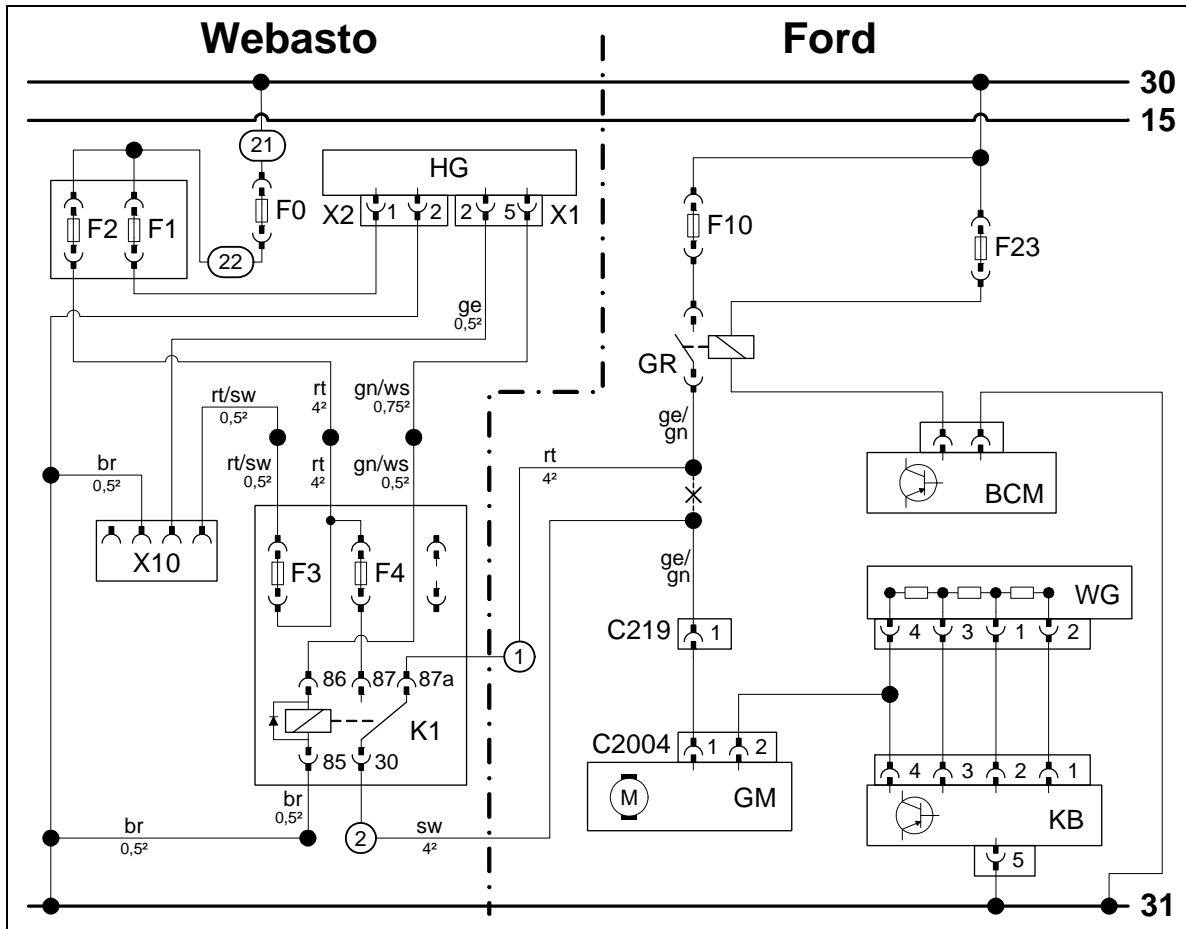 Webasto
Ford
30
15
21
HG
F0
F2
F1
X2
1
2
2
5
X1
22
F10
F23
ge
0,5²
GR
rt/sw
0,5²
rt
4²
gn/ws
0,75²
ge/
gn
br
0,5²
rt/sw
0,5²
rt
4²
gn/ws
0,5²
rt
4²
BCM
X10
F3
F4
ge/
gn
WG
C219
1
4
3
1
2
1
86
87
87a
K1
C2004
1
2
4
3
2
1
85
30
M
GM
KB
br
0,5²
br
0,5²
2
sw
4²
5
31